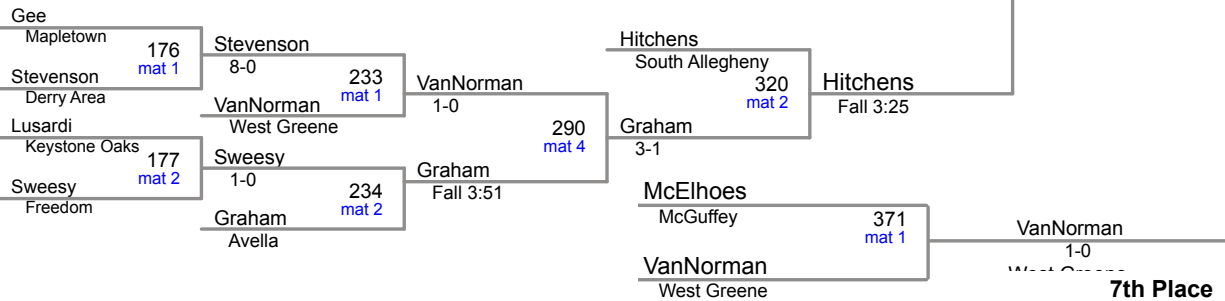 Gee
Mapletown
176
mat 1
Stevenson
Derry Area
Stevenson
8-0
233
mat 1
VanNorman
West Greene
Lusardi
Keystone Oaks
177
mat 2
Sweesy
Freedom
Sweesy
1-0
234
mat 2
Graham
Avella
VanNorman
1-0
290
mat 4
Graham
Fall 3:51
Hitchens
South Allegheny
320
mat 2
Graham
3-1
Hitchens
Fall 3:25
McElhoes
McGuffey
371
mat 1
VanNorman
West Greene
VanNorman
1-0
7th Place